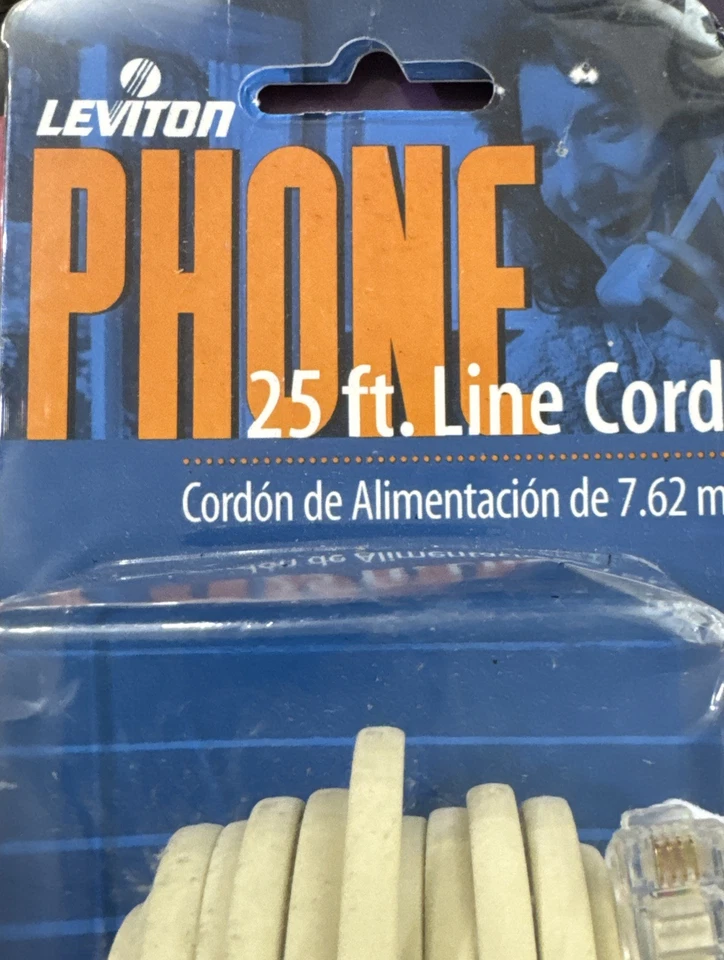 LEVITON
PHONE
25 ft. Line Cord
Cordón de Alimentación de 7.62 m